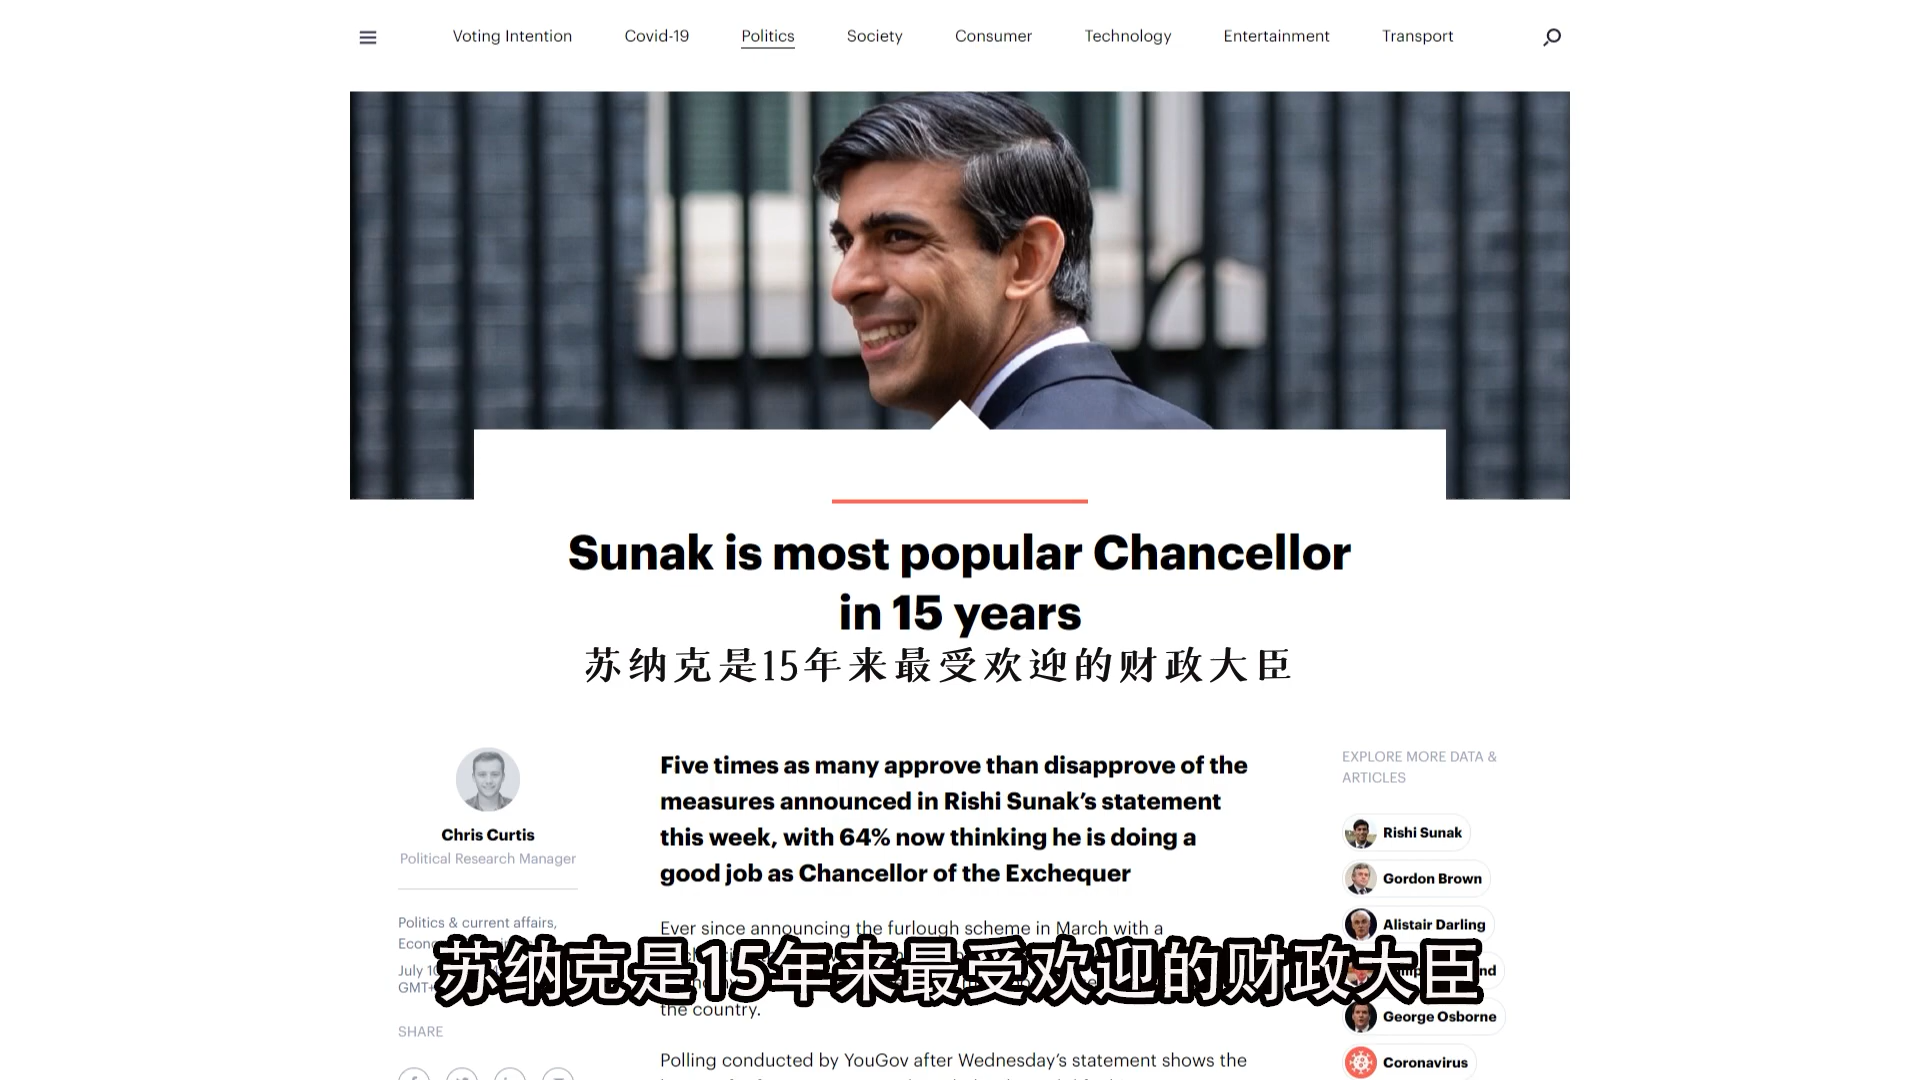 Voting Intention Covid-19 Politics Society Consumer Technology Entertainment Transport
Sunak is most popular Chancellor
in 15 years
苏纳克是15年来最受欢迎的财政大臣
Chris Curtis
Political Research Manager
Politics & current affairs,
July
GMT+
SHARE
Five times as many approve than disapprove of the
measures announced in Rishi Sunak’s statement
this week, with 64% now thinking he is doing a
good job as Chancellor of the Exchequer
Ever since announcing the furlough scheme in March with a
the country.
Polling conducted by YouGov after Wednesday’s statement shows the
EXPLORE MORE DATA &
ARTICLES
Rishi Sunak
Gordon Brown
Alistair Darling
George Osborne
Coronavirus
苏纳克是15年来最受欢迎的财政大臣